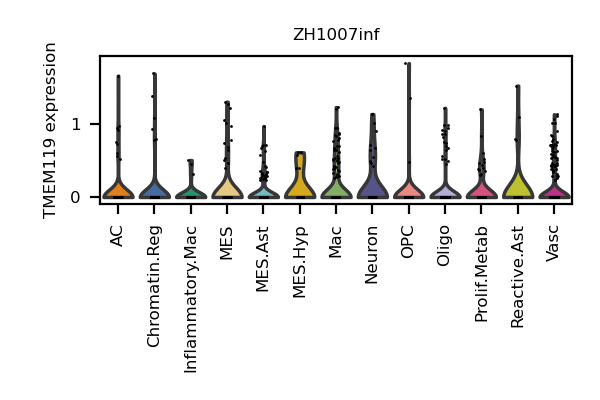 ZH1007inf
TMEM119 expression
1
0
AC
Chromatin.Reg
Inflammatory.Mac
MES
MES.Ast
MES.Hyp
Mac
Neuron
OPC
Oligo
Prolif.Metab
Reactive.Ast
Vasc